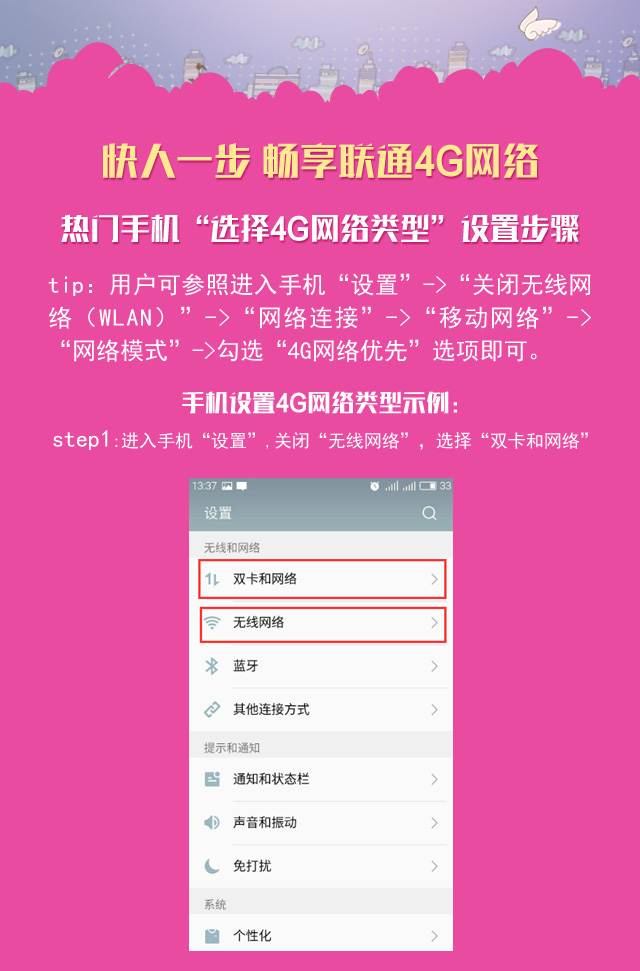 快人一步 畅享联通4G网络
热门手机“选择4G网络类型”设置步骤
tip：用户可参照进入手机“设置”->“关闭无线网
络（WLAN）”->“网络连接”->“移动网络”->
“网络模式”->勾选“4G网络优先”选项即可。
手机设置4G网络类型示例：
step1:进入手机“设置”,关闭“无线网络”，选择“双卡和网络”
13:37 33
设置
无线和网络
双卡和网络
无线网络
蓝牙
其他连接方式
提示和通知
通知和状态栏
声音和振动
免打扰
系统
个性化